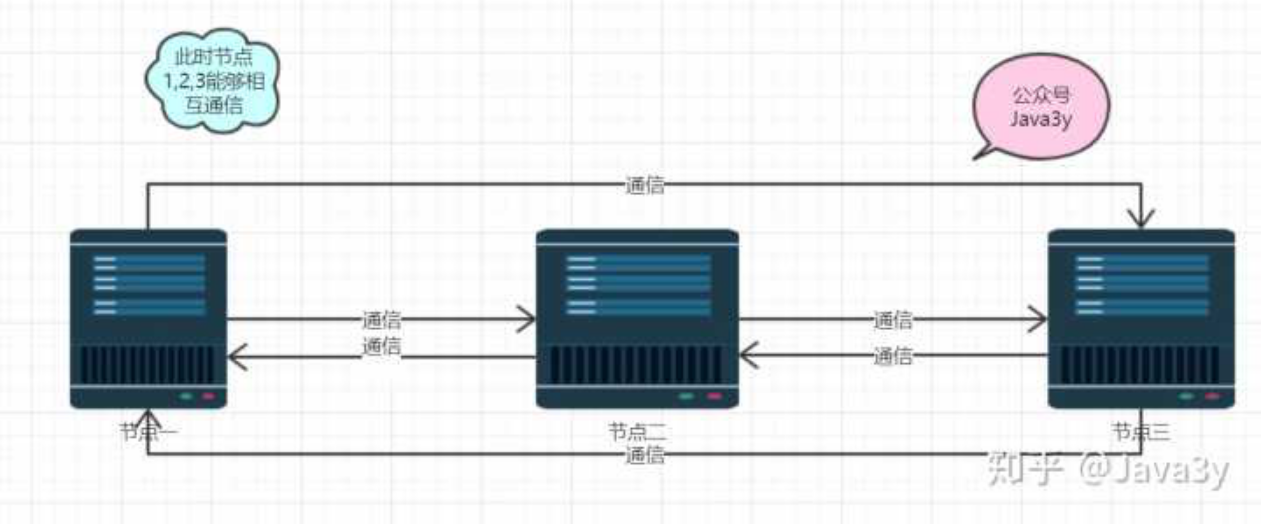 此时节点
1,2,3能够相
互通信
公众号
Java3y
通信
通信
通信
通信
通信
节点一
节点二
节点三
通信
知乎 @Java3y